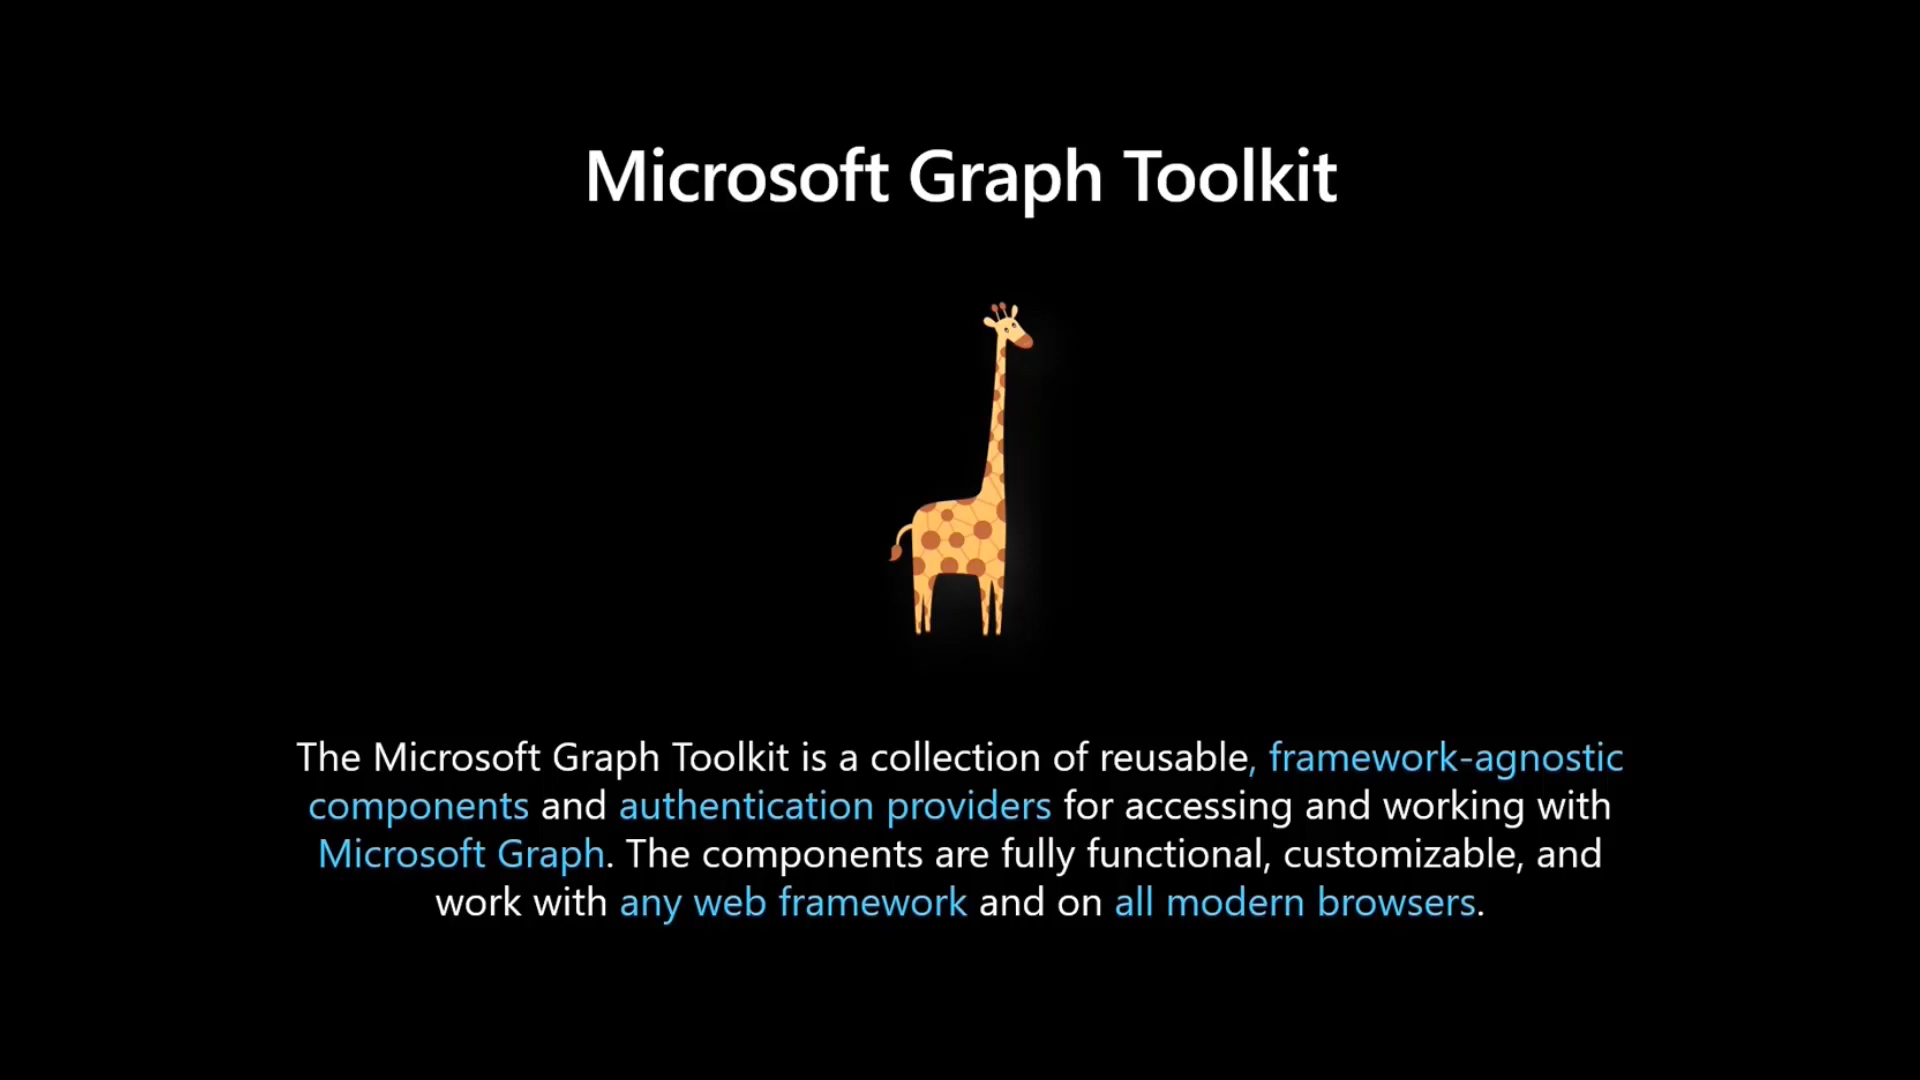 Microsoft Graph Toolkit
The Microsoft Graph Toolkit is a collection of reusable, framework-agnostic
components and authentication providers for accessing and working with
Microsoft Graph. The components are fully functional, customizable, and
work with any web framework and on all modern browsers.